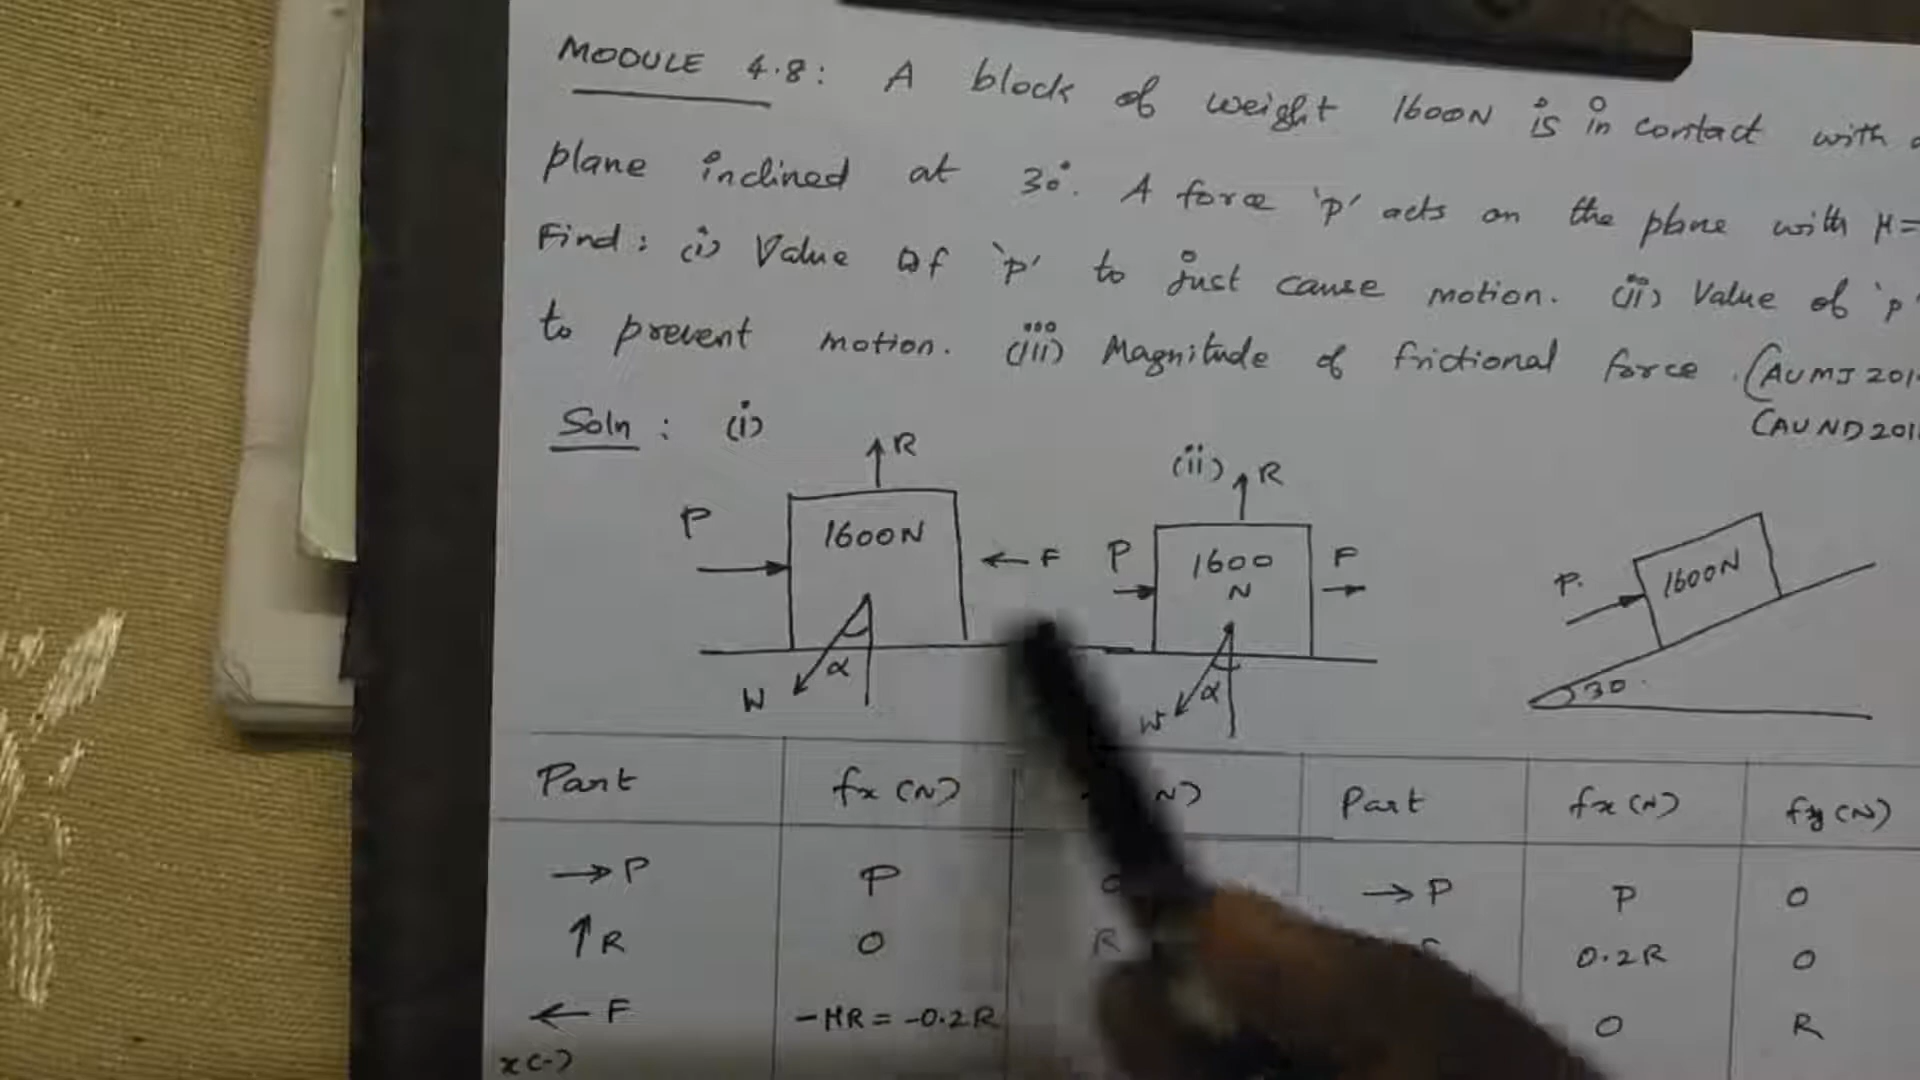 MODULE 4.8: A block of weight 1600N is in contact with
plane inclined at 30°. A force 'p' acts on the plane with μ=
Find: (i) Value of 'p' to just cause motion. (ii) Value of 'p'
to prevent motion. (iii) Magnitude of frictional force. (AUMJ 201
(AUND 201
Soln: (i)
R
P
1600N
F
α
W
(ii)
R
P
1600
N
F
α
W
P.
1600N
30
Part fx (N) N) Part fx (N) fy (N)
→ P P → P P 0
↑ R 0 R 0.2R 0
← F -μR = -0.2R 0 R
x(-)